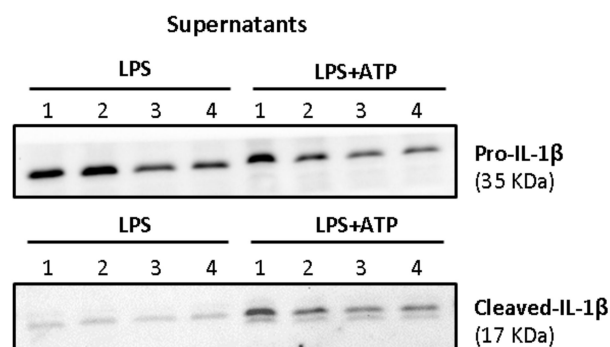 Supernatants
LPS LPS+ATP
1 2 3 4 1 2 3 4
Pro-IL-1β
(35 KDa)
LPS LPS+ATP
1 2 3 4 1 2 3 4
Cleaved-IL-1β
(17 KDa)